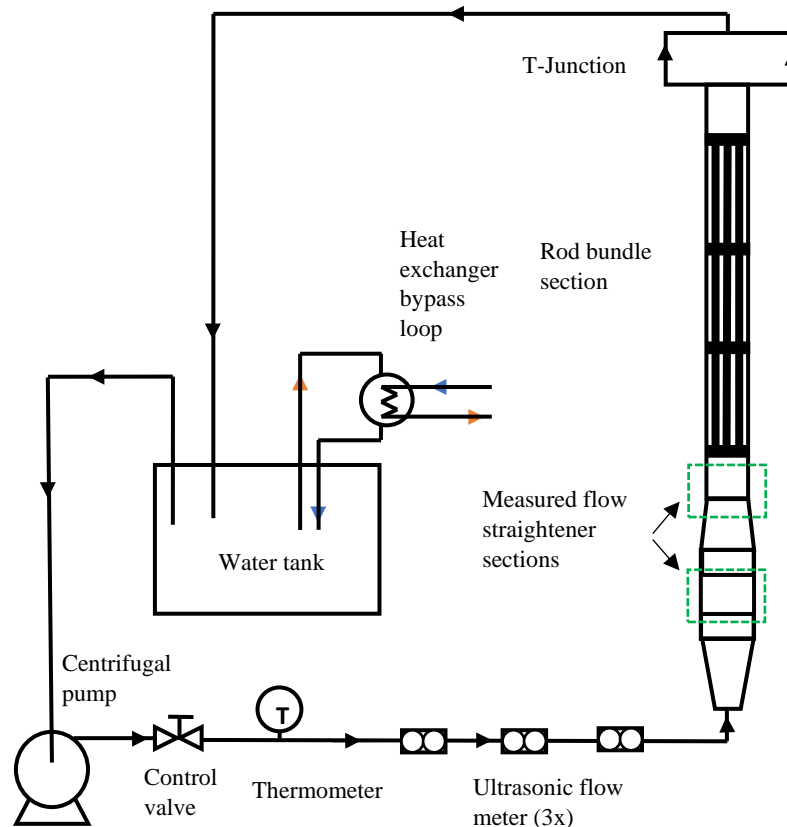 T-Junction
Heat
exchanger
bypass
loop
Rod bundle
section
Measured flow
straightener
sections
Water tank
Centrifugal
pump
T
Control
valve
Thermometer
Ultrasonic flow
meter (3x)